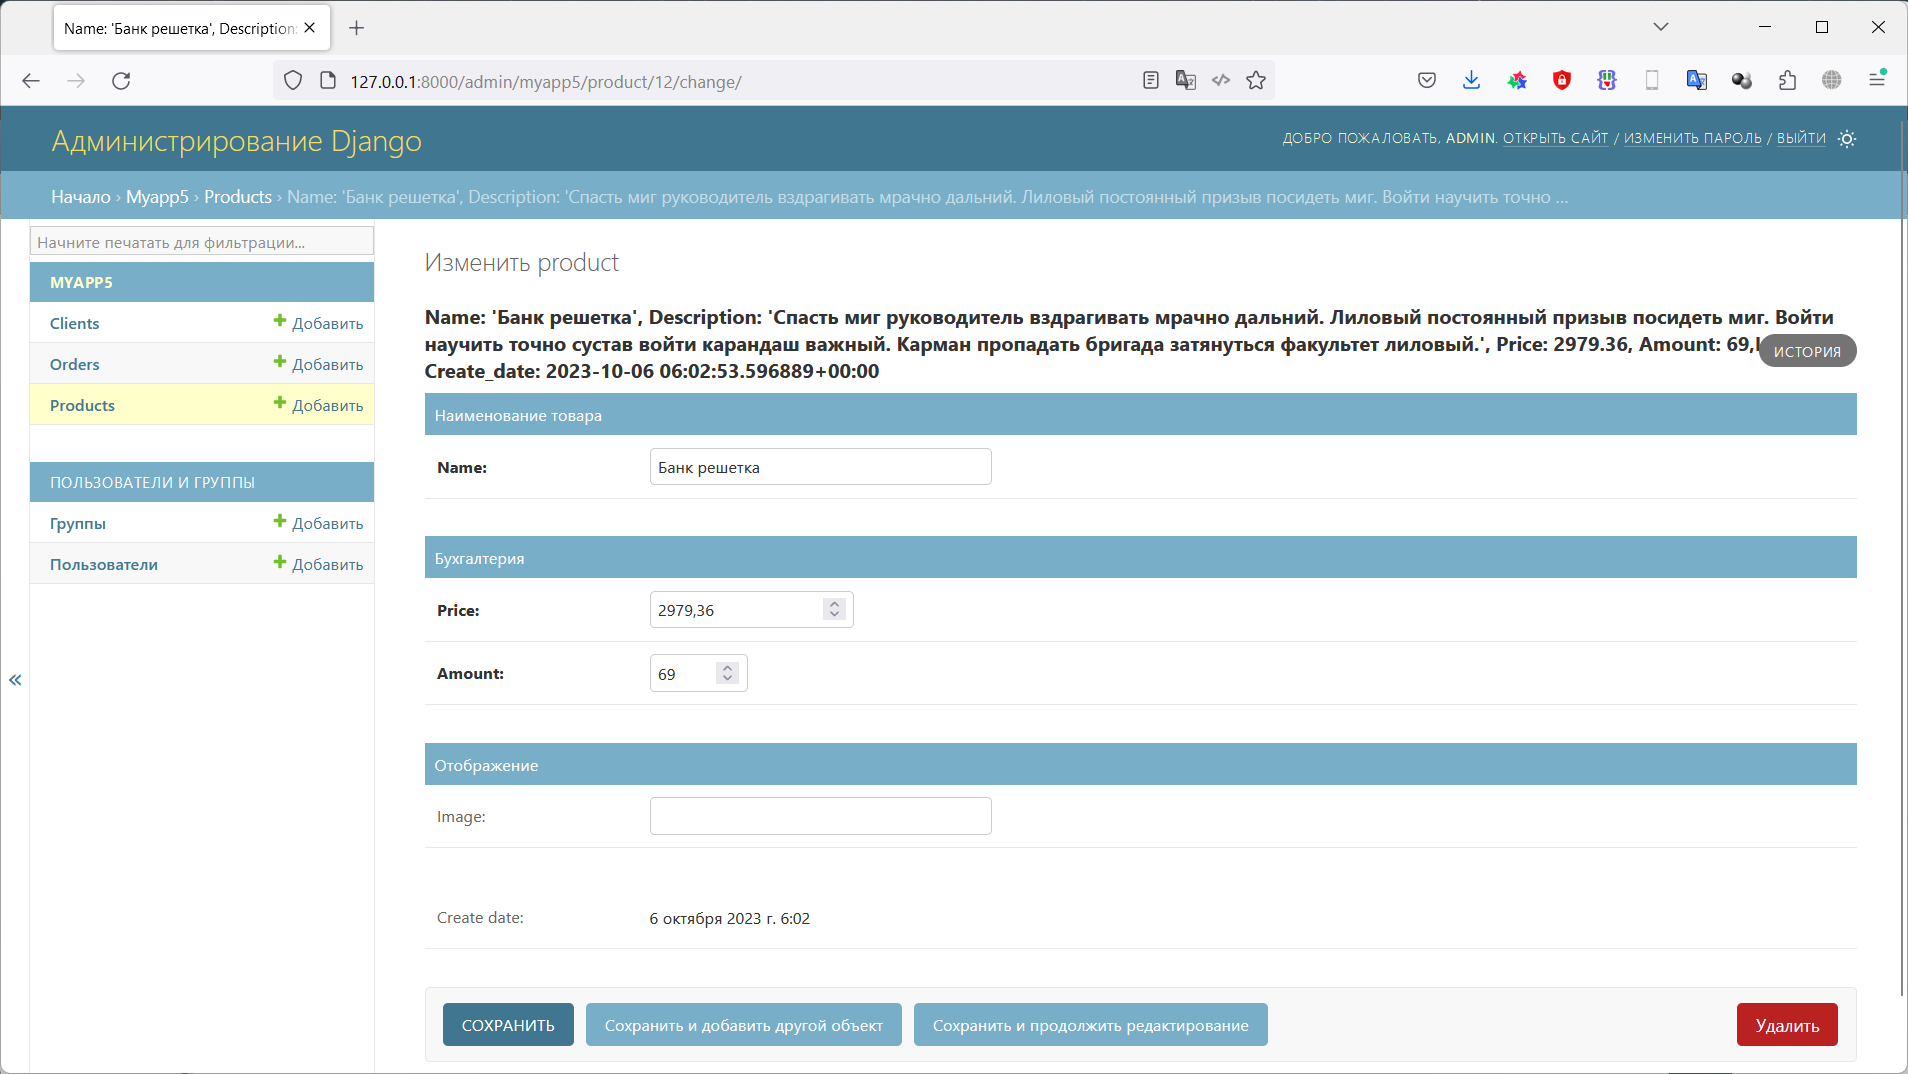 Name: 'Банк решетка', Description:
127.0.0.1:8000/admin/myapp5/product/12/change/
Администрирование Django
ДОБРО ПОЖАЛОВАТЬ, ADMIN. ОТКРЫТЬ САЙТ / ИЗМЕНИТЬ ПАРОЛЬ / ВЫЙТИ
Начало › Myapp5 › Products › Name: 'Банк решетка', Description: 'Спасть миг руководитель вздрагивать мрачно дальний. Лиловый постоянный призыв посидеть миг. Войти научить точно …
Начните печатать для фильтрации...
MYAPP5
Clients + Добавить
Orders + Добавить
Products + Добавить
ПОЛЬЗОВАТЕЛИ И ГРУППЫ
Группы + Добавить
Пользователи + Добавить
«
Изменить product
Name: 'Банк решетка', Description: 'Спасть миг руководитель вздрагивать мрачно дальний. Лиловый постоянный призыв посидеть миг. Войти
научить точно сустав войти карандаш важный. Карман пропадать бригада затянуться факультет лиловый.', Price: 2979.36, Amount: 69,
ИСТОРИЯ
Create_date: 2023-10-06 06:02:53.596889+00:00
Наименование товара
Name: Банк решетка
Бухгалтерия
Price: 2979,36
Amount: 69
Отображение
Image:
Create date: 6 октября 2023 г. 6:02
СОХРАНИТЬ Сохранить и добавить другой объект Сохранить и продолжить редактирование Удалить